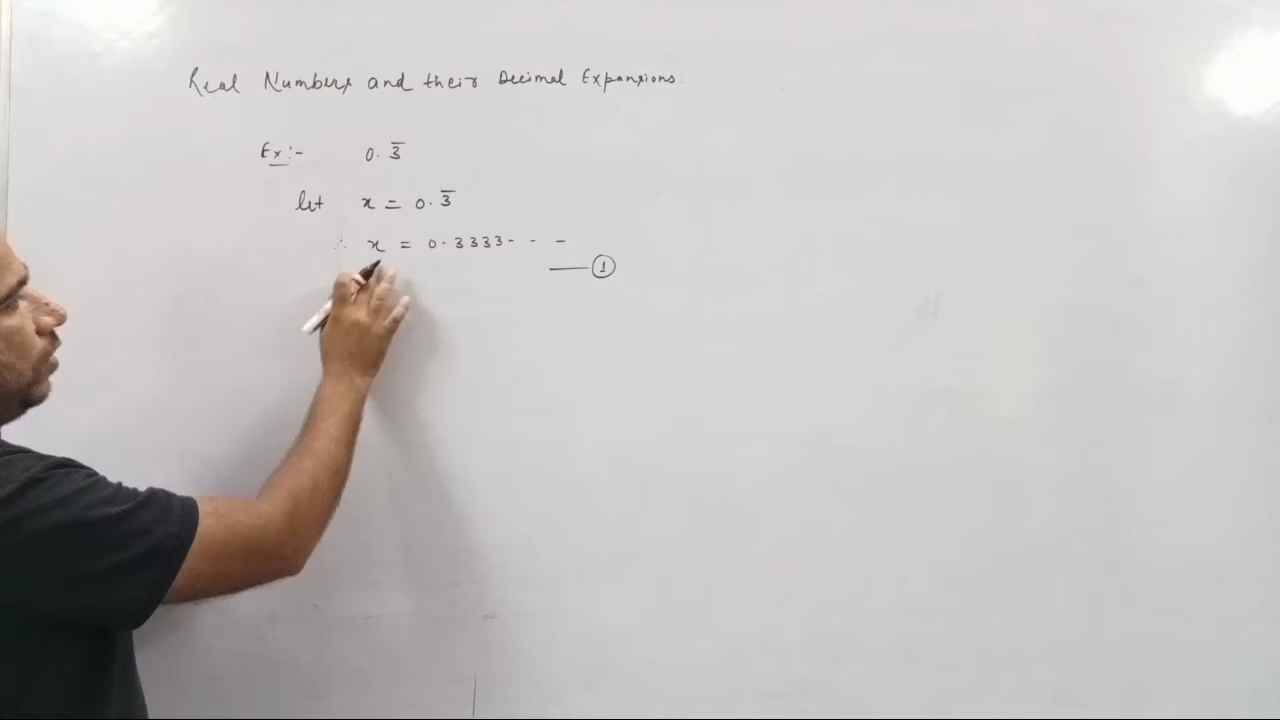 Real Numbers and their Decimal Expansions:
Ex:- 0.3̅
let x = 0.3̅
∴ x = 0.3333- - -
—— ①